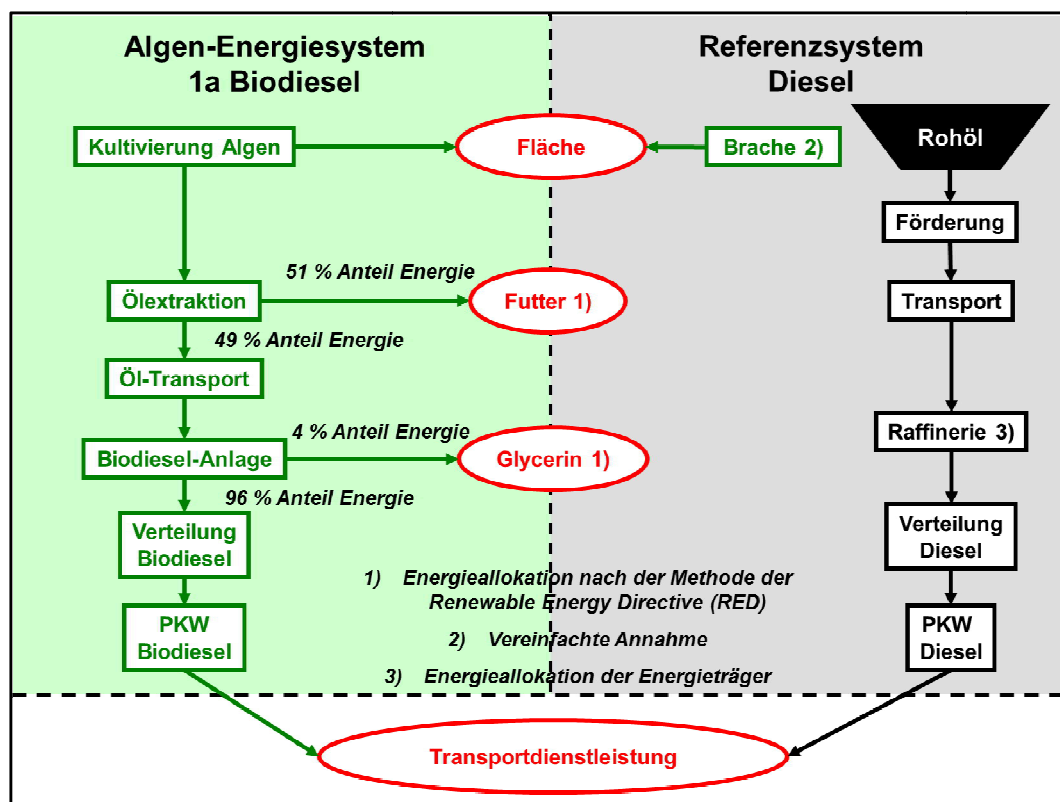 Algen-Energiesystem
1a Biodiesel
Referenzsystem
Diesel
Kultivierung Algen
Fläche
Brache 2)
Rohöl
Förderung
51 % Anteil Energie
Ölextraktion
Futter 1)
Transport
49 % Anteil Energie
Öl-Transport
4 % Anteil Energie
Raffinerie 3)
Biodiesel-Anlage
Glycerin 1)
96 % Anteil Energie
Verteilung
Biodiesel
Verteilung
Diesel
1) Energieallokation nach der Methode der
Renewable Energy Directive (RED)
PKW
Biodiesel
2) Vereinfachte Annahme
PKW
Diesel
3) Energieallokation der Energieträger
Transportdienstleistung